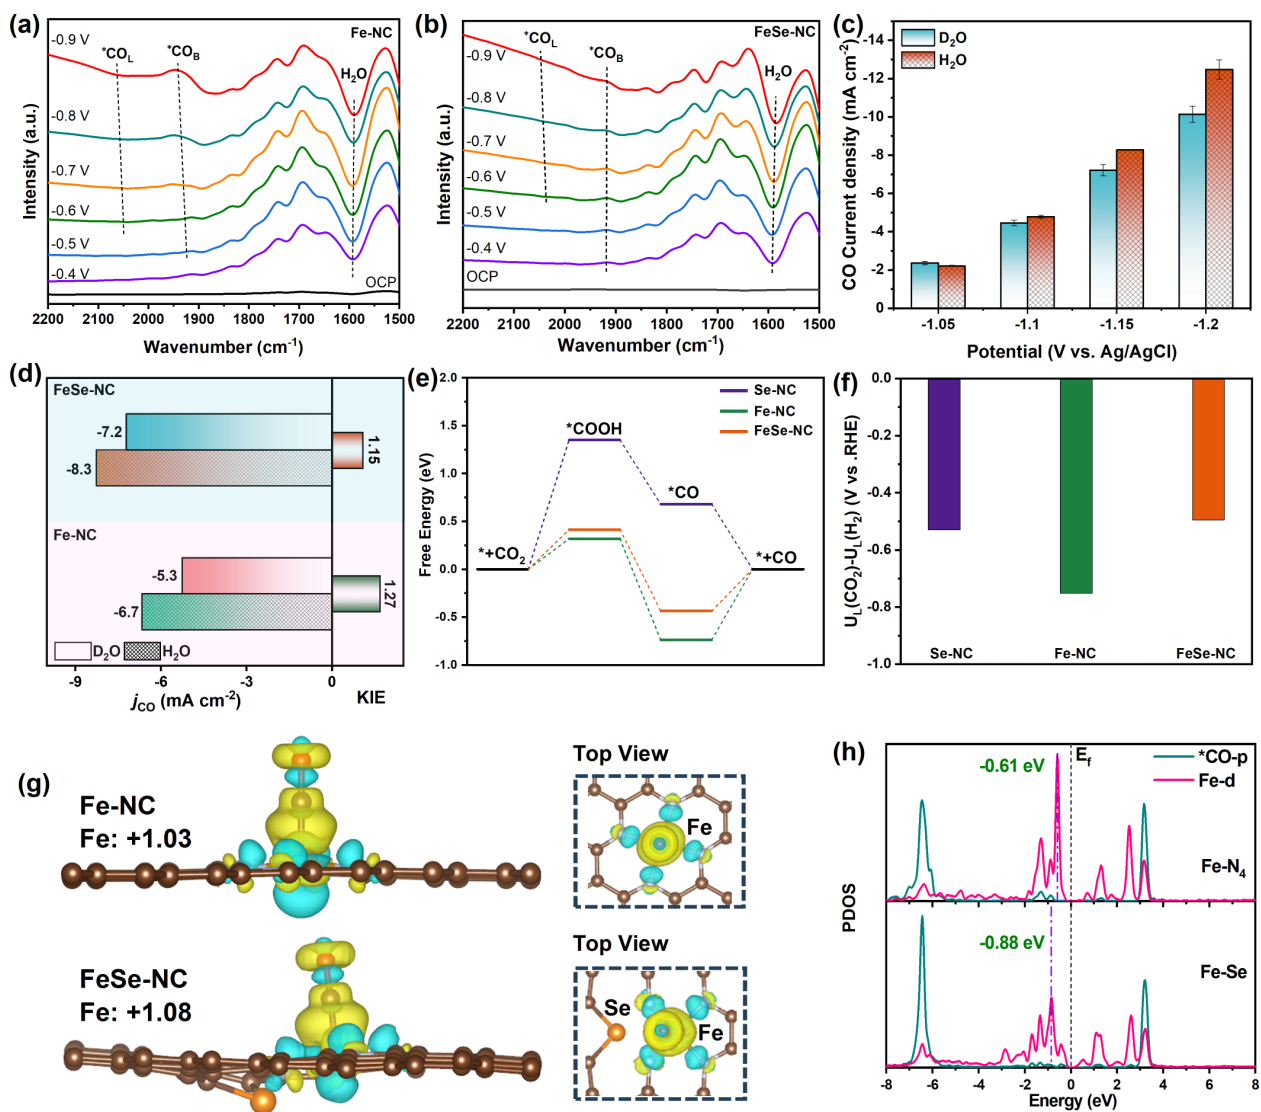 (a)
-0.9 V
*CO_L
*CO_B
Fe-NC
H₂O
-0.8 V
-0.7 V
-0.6 V
-0.5 V
-0.4 V
OCP
Intensity (a.u.)
2200 2100 2000 1900 1800 1700 1600 1500
Wavenumber (cm⁻¹)
(b)
-0.9 V
*CO_L
*CO_B
FeSe-NC
H₂O
-0.8 V
-0.7 V
-0.6 V
-0.5 V
-0.4 V
OCP
Intensity (a.u.)
2200 2100 2000 1900 1800 1700 1600 1500
Wavenumber (cm⁻¹)
(c)
D₂O
H₂O
CO Current density (mA cm⁻²)
-14
-12
-10
-8
-6
-4
-2
0
-1.05 -1.1 -1.15 -1.2
Potential (V vs. Ag/AgCl)
(d)
FeSe-NC
-7.2
-8.3
1.15
Fe-NC
-5.3
-6.7
1.27
D₂O H₂O
-9 -6 -3 0 KIE
j_CO (mA cm⁻²)
(e)
Free Energy (eV)
2.0
1.5
1.0
0.5
0.0
-0.5
-1.0
Se-NC
Fe-NC
FeSe-NC
*COOH
*CO
*+CO₂
*+CO
(f)
U_L(CO₂)-U_L(H₂) (V vs .RHE)
0.0
-0.2
-0.4
-0.6
-0.8
-1.0
Se-NC Fe-NC FeSe-NC
(g)
Fe-NC
Fe: +1.03
Top View
Fe
FeSe-NC
Fe: +1.08
Top View
Se
Fe
(h)
PDOS
-0.61 eV
E_f
*CO-p
Fe-d
Fe-N₄
-0.88 eV
Fe-Se
-8 -6 -4 -2 0 2 4 6 8
Energy (eV)